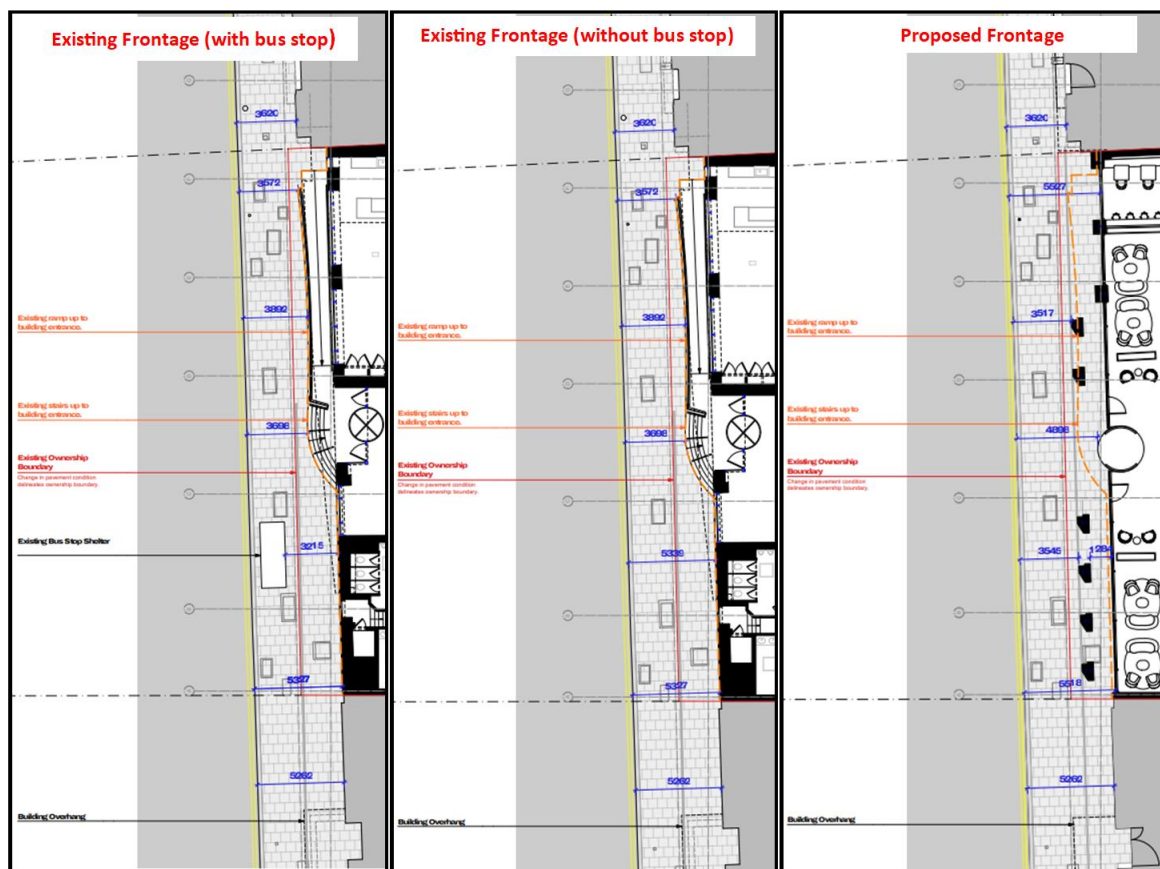 Existing Frontage (with bus stop)
3620
3572
Existing ramp up to
building entrance.
3892
Existing stairs up to
building entrance.
3698
Existing Ownership
Boundary
Change in pavement condition
delineates ownership boundary.
Existing Bus Stop Shelter
3215
5327
5262
Building Overhang
Existing Frontage (without bus stop)
3620
3572
Existing ramp up to
building entrance.
3892
Existing stairs up to
building entrance.
3698
Existing Ownership
Boundary
Change in pavement condition
delineates ownership boundary.
5339
5327
5262
Building Overhang
Proposed Frontage
3620
5527
Existing ramp up to
building entrance.
3517
Existing stairs up to
building entrance.
4898
Existing Ownership
Boundary
Change in pavement condition
delineates ownership boundary.
3545
5518
5262
Building Overhang